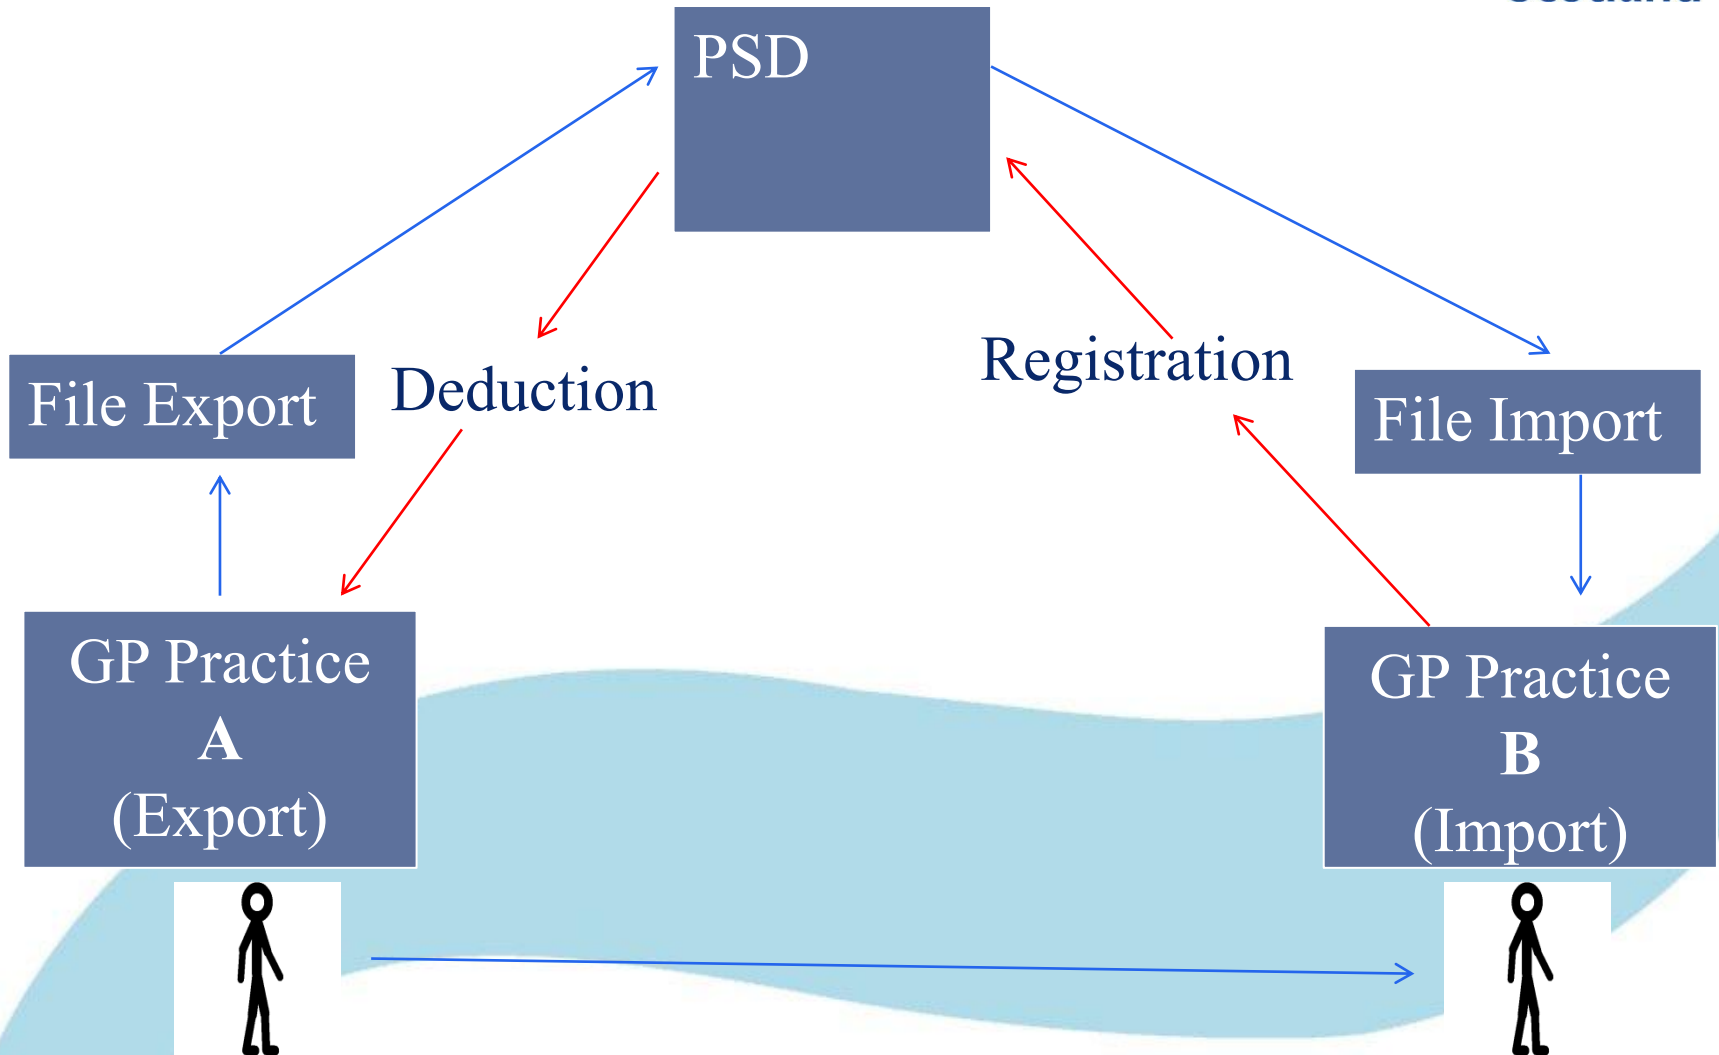 PSD
File Export
Deduction
Registration
File Import
GP Practice
A
(Export)
GP Practice
B
(Import)